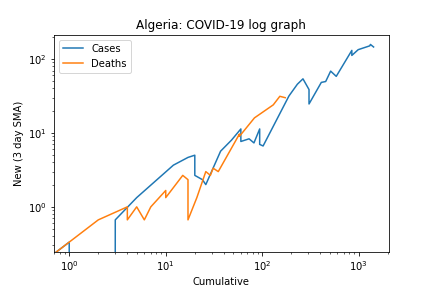 Algeria: COVID-19 log graph
Cases
Deaths
New (3 day SMA)
10²
10¹
10⁰
10⁰ 10¹ 10² 10³
Cumulative